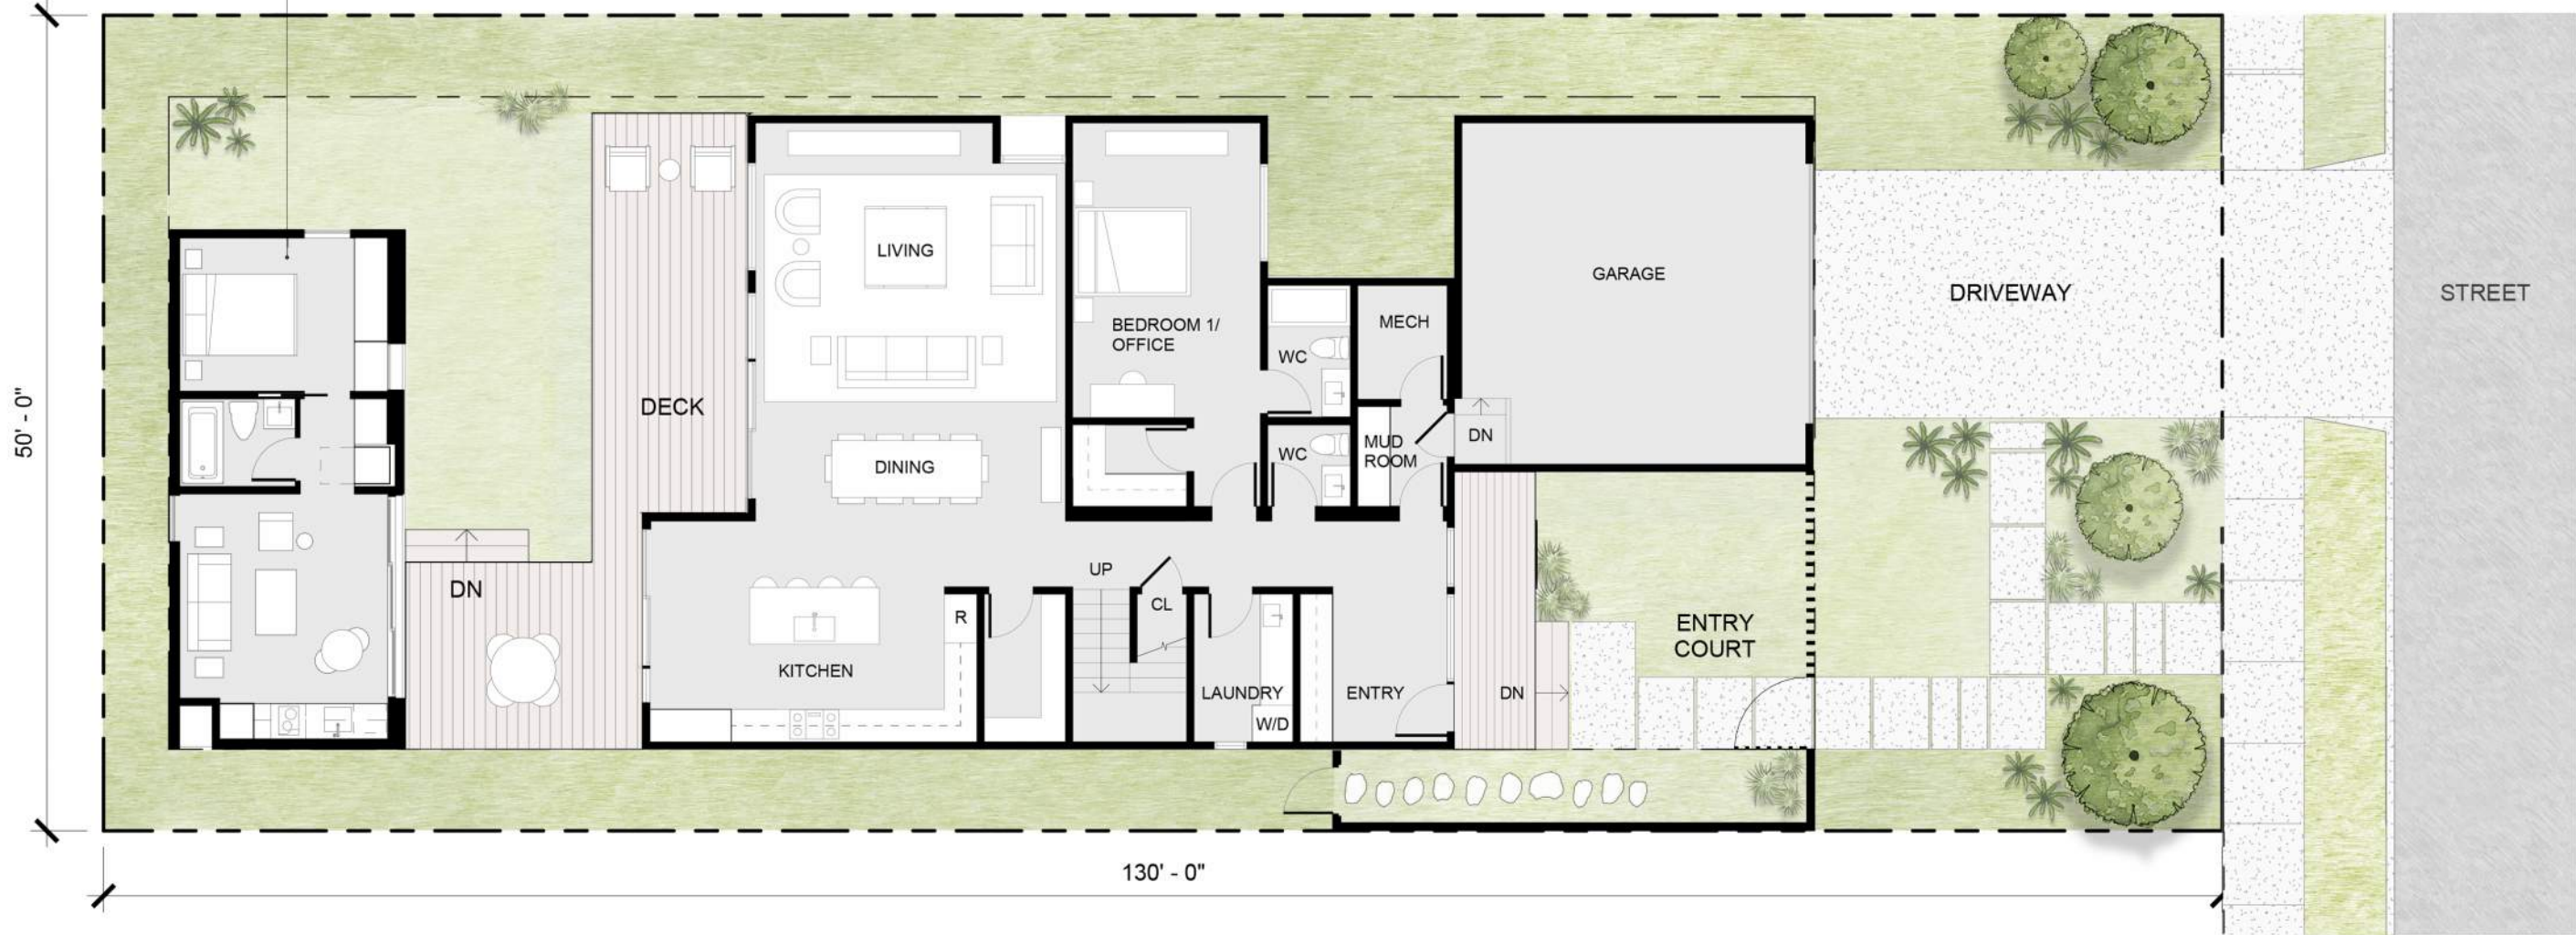 50' - 0"
DECK
DN
LIVING
DINING
KITCHEN
R
BEDROOM 1/
OFFICE
UP
CL
WC
WC
MECH
MUD
ROOM
LAUNDRY
W/D
ENTRY
GARAGE
DN
DN
ENTRY
COURT
DRIVEWAY
STREET
130' - 0"